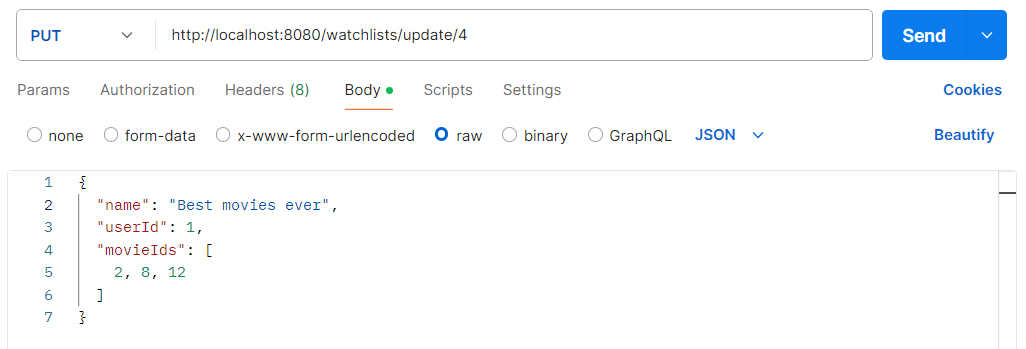 PUT http://localhost:8080/watchlists/update/4 Send
Params Authorization Headers (8) Body Scripts Settings Cookies
none form-data x-www-form-urlencoded raw binary GraphQL JSON Beautify
1 {
2 "name": "Best movies ever",
3 "userId": 1,
4 "movieIds": [
5 2, 8, 12
6 ]
7 }